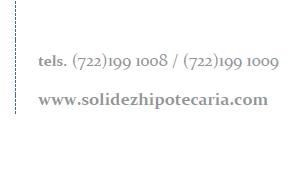 tels. (722)199 1008 / (722)199 1009
www.solidezhipotecaria.com